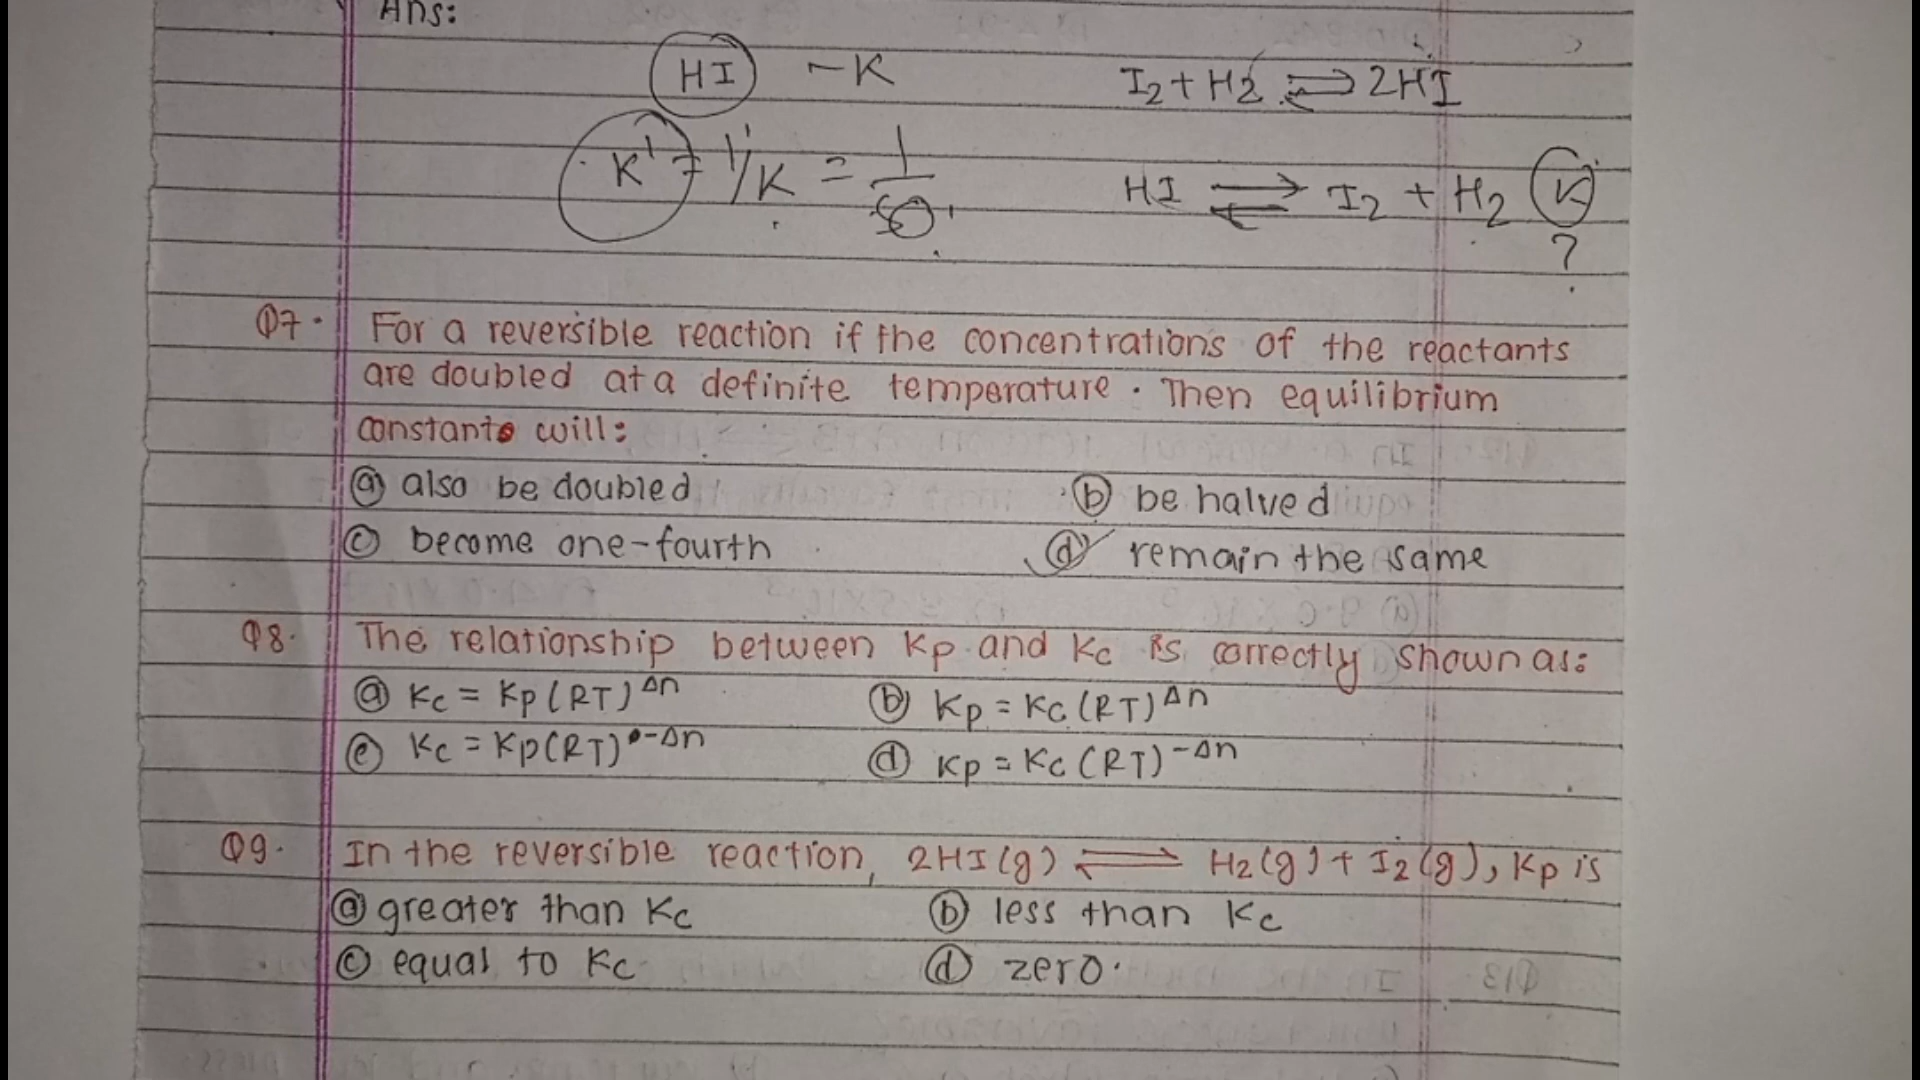 Ans:
HI - K
I2 + H2 ⇌ 2HI
K' = 1/K = 1/50
HI ⇌ I2 + H2 K
?
Q7. For a reversible reaction if the concentrations of the reactants
are doubled at a definite temperature. Then equilibrium
constants will:
(a) also be doubled (b) be halved
(c) become one-fourth (d) remain the same
Q8. The relationship between Kp and Kc is correctly shown as:
(a) Kc = Kp (RT)^Δn (b) Kp = Kc (RT)^Δn
(c) Kc = Kp (RT)^-Δn (d) Kp = Kc (RT)^-Δn
Q9. In the reversible reaction, 2HI(g) ⇌ H2(g) + I2(g), Kp is
(a) greater than Kc (b) less than Kc
(c) equal to Kc (d) zero.